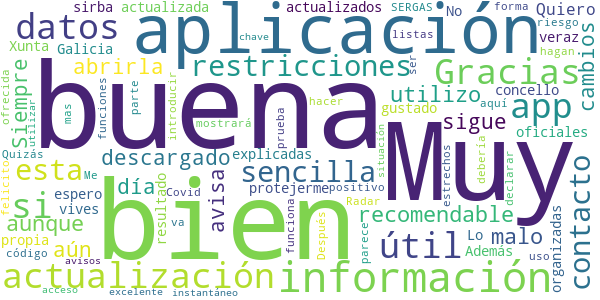 sirba
actualizada
actualizados
SERGAS
No
forma
Quiero
riesgo
datos
aplicación
chave
listas
veraz
Xunta
Galicia
ser
hagan
cambios
Siempre
abrirla
restricciones
Gracias
ofrecida
utilizar
mas
funciones
parte
introducir
hacer
mostrará
prueba
gustado
utilizo
aquí
app
concello
oficiales
buena
Muy
Quizás
descargado
explicadas
sigue
situación
debería
declarar
felicito
esta
Me
día
sencilla
estrechos
contacto
si
espero
vives
resultado
Covid
avisa
protejerme
positivo
Radar
recomendable
organizadas
aunque
bien
va
funciona
Después
parece
útil
Lo
malo
Además
propia
aún
código
avisos
uso
actualización
información
acceso
excelente
instantáneo